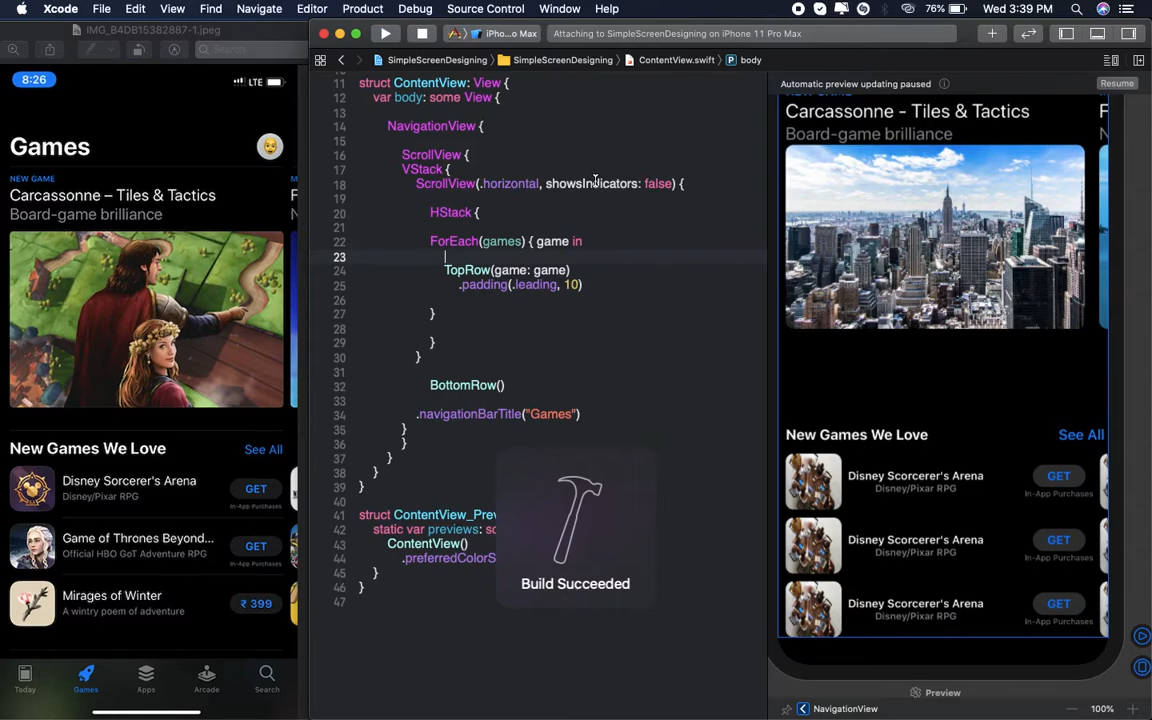 Xcode File Edit View Find Navigate Editor Product Debug Source Control Window Help 76% Wed 3:39 PM
IMG_B4DB15382887-1.jpeg
Search
8:26 LTE
Games
NEW GAME
Carcassonne – Tiles & Tactics
Board-game brilliance
New Games We Love See All
Disney Sorcerer's Arena
Disney/Pixar RPG
GET
In-App Purchases
Game of Thrones Beyond...
Official HBO GoT Adventure RPG
GET
In-App Purchases
Mirages of Winter
A wintry poem of adventure
₹ 399
Today Games Apps Arcade Search
iPho...o Max Attaching to SimpleScreenDesigning on iPhone 11 Pro Max
SimpleScreenDesigning SimpleScreenDesigning ContentView.swift P body
11 struct ContentView: View {
12 var body: some View {
13
14 NavigationView {
15
16 ScrollView {
17 VStack {
18 ScrollView(.horizontal, showsIndicators: false) {
19
20 HStack {
21
22 ForEach(games) { game in
23
24 TopRow(game: game)
25 .padding(.leading, 10)
26
27 }
28
29 }
30 }
31
32 BottomRow()
33
34 .navigationBarTitle("Games")
35 }
36 }
37 }
38 }
39 }
40
41 struct ContentView_Prev
42 static var previews: so
43 ContentView()
44 .preferredColorS
45 }
46 }
47
Build Succeeded
Automatic preview updating paused Resume
Carcassonne - Tiles & Tactics F
Board-game brilliance
New Games We Love See All
Disney Scorcerer's Arena
Disney/Pixar RPG
GET
In-App Purchases
Disney Scorcerer's Arena
Disney/Pixar RPG
GET
In-App Purchases
Disney Scorcerer's Arena
Disney/Pixar RPG
GET
In-App Purchases
Preview
NavigationView 100%